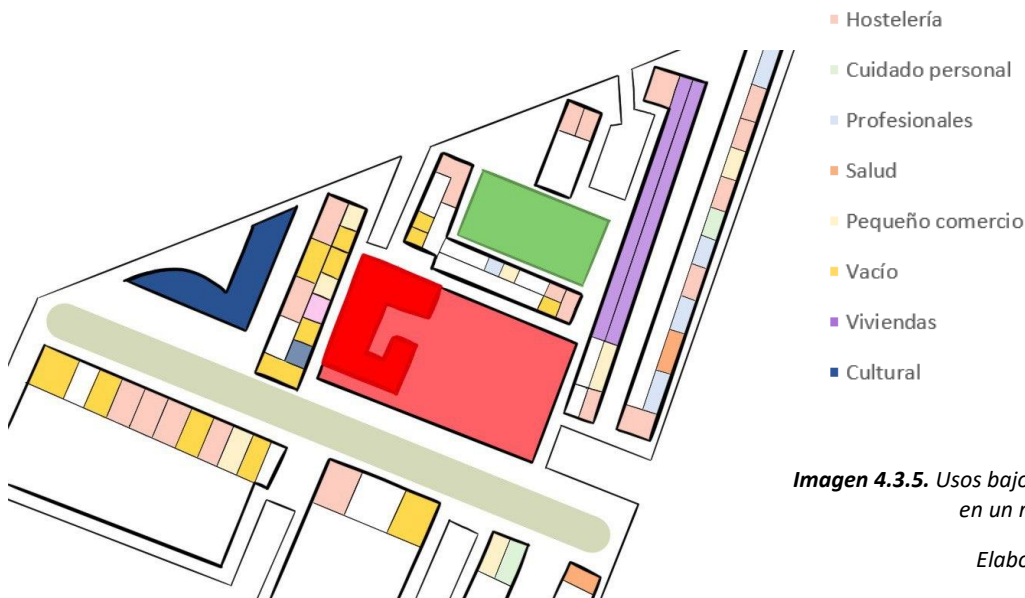 Hostelería
Cuidado personal
Profesionales
Salud
Pequeño comercio
Vacío
Viviendas
Cultural
Imagen 4.3.5. Usos bajo
en un
Elabo